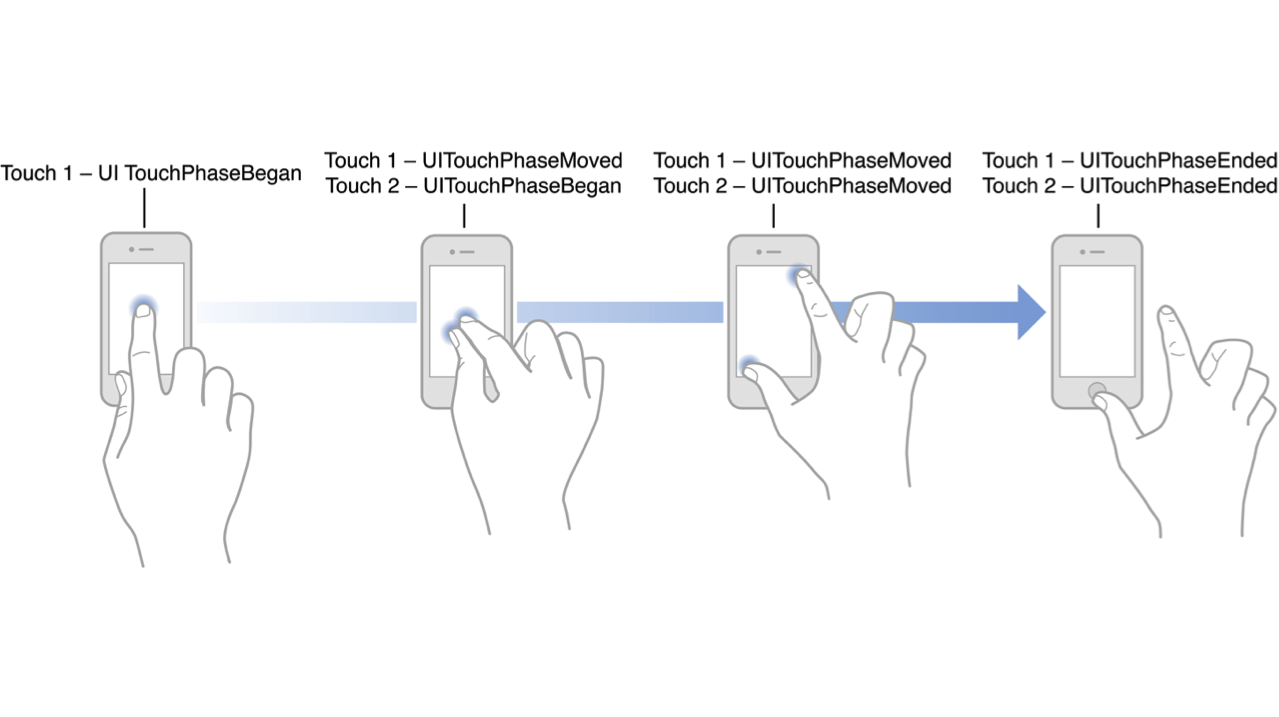 Touch 1 – UI TouchPhaseBegan
Touch 1 – UITouchPhaseMoved
Touch 2 – UITouchPhaseBegan
Touch 1 – UITouchPhaseMoved
Touch 2 – UITouchPhaseMoved
Touch 1 – UITouchPhaseEnded
Touch 2 – UITouchPhaseEnded